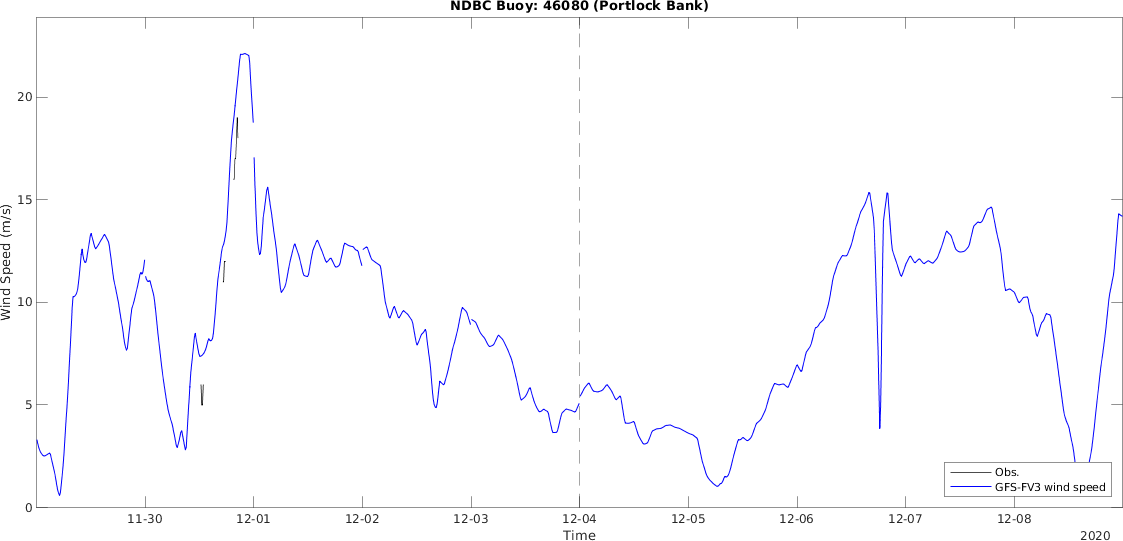 NDBC Buoy: 46080 (Portlock Bank)
Wind Speed (m/s)
20
15
10
5
0
Obs.
GFS-FV3 wind speed
11-30 12-01 12-02 12-03 12-04 12-05 12-06 12-07 12-08
Time
2020